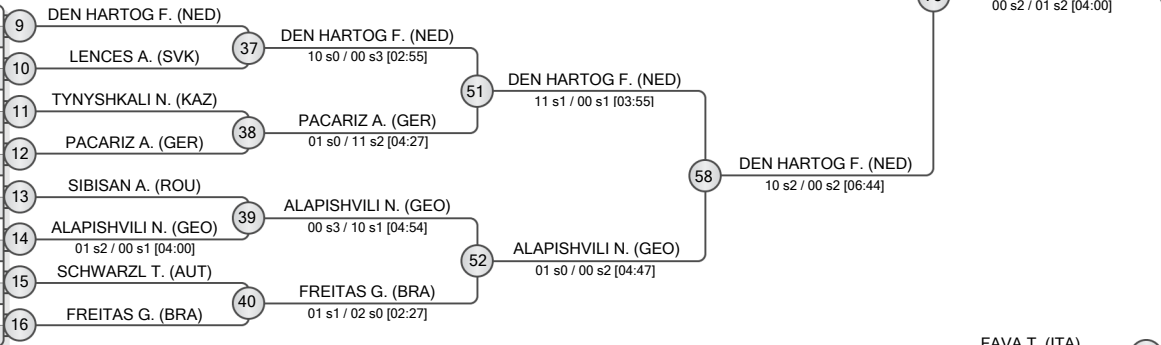 00 s2 / 01 s2 [04:00]
9
DEN HARTOG F. (NED)
37
DEN HARTOG F. (NED)
10 s0 / 00 s3 [02:55]
10
LENCES A. (SVK)
51
DEN HARTOG F. (NED)
11 s1 / 00 s1 [03:55]
11
TYNYSHKALI N. (KAZ)
38
PACARIZ A. (GER)
01 s0 / 11 s2 [04:27]
12
PACARIZ A. (GER)
58
DEN HARTOG F. (NED)
10 s2 / 00 s2 [06:44]
13
SIBISAN A. (ROU)
39
ALAPISHVILI N. (GEO)
00 s3 / 10 s1 [04:54]
14
ALAPISHVILI N. (GEO)
01 s2 / 00 s1 [04:00]
52
ALAPISHVILI N. (GEO)
01 s0 / 00 s2 [04:47]
15
SCHWARZL T. (AUT)
40
FREITAS G. (BRA)
01 s1 / 02 s0 [02:27]
16
FREITAS G. (BRA)
FAVA T. (ITA)